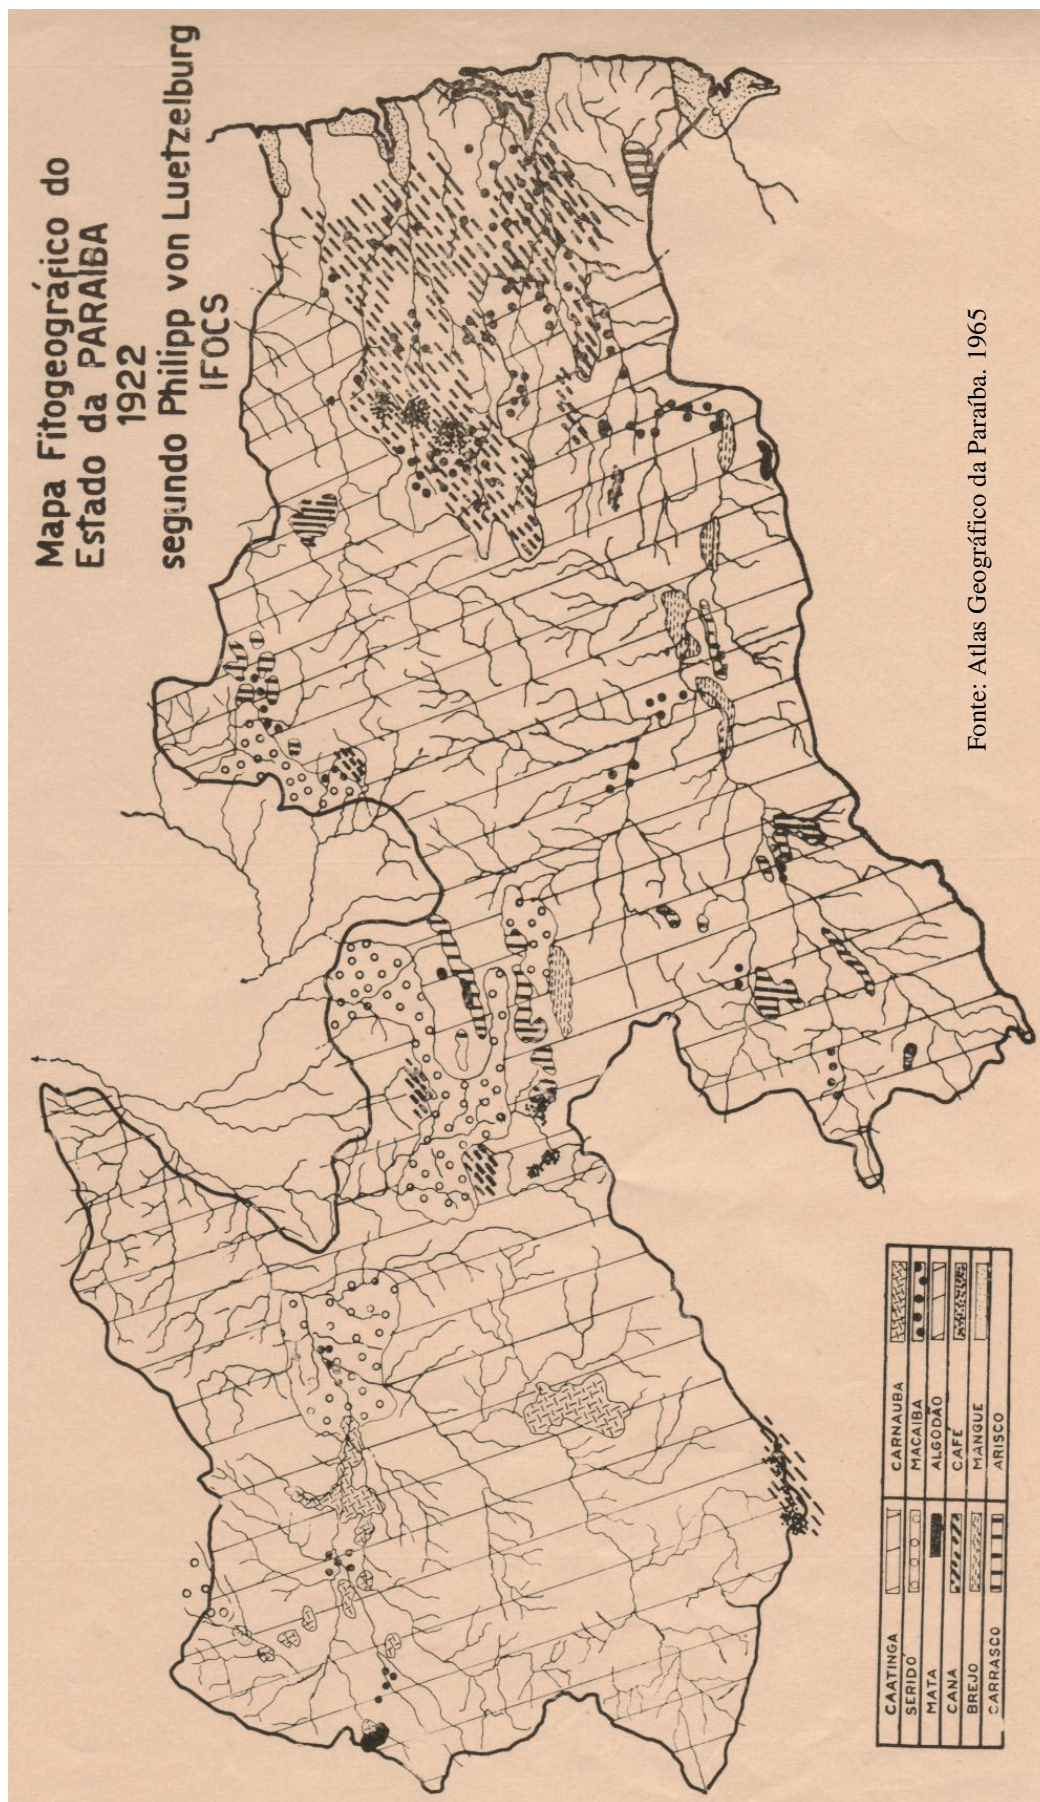 Mapa Fitogeográfico do
Estado da PARAÍBA
1922
segundo Philipp von Luetzelburg
IFOCS
CAATINGA
SERIDÓ
MATA
CANA
BREJO
CARRASCO
CARNAUBA
MACAIBA
ALGODÃO
CAFÉ
MANGUE
ARISCO
Fonte: Atlas Geográfico da Paraíba. 1965